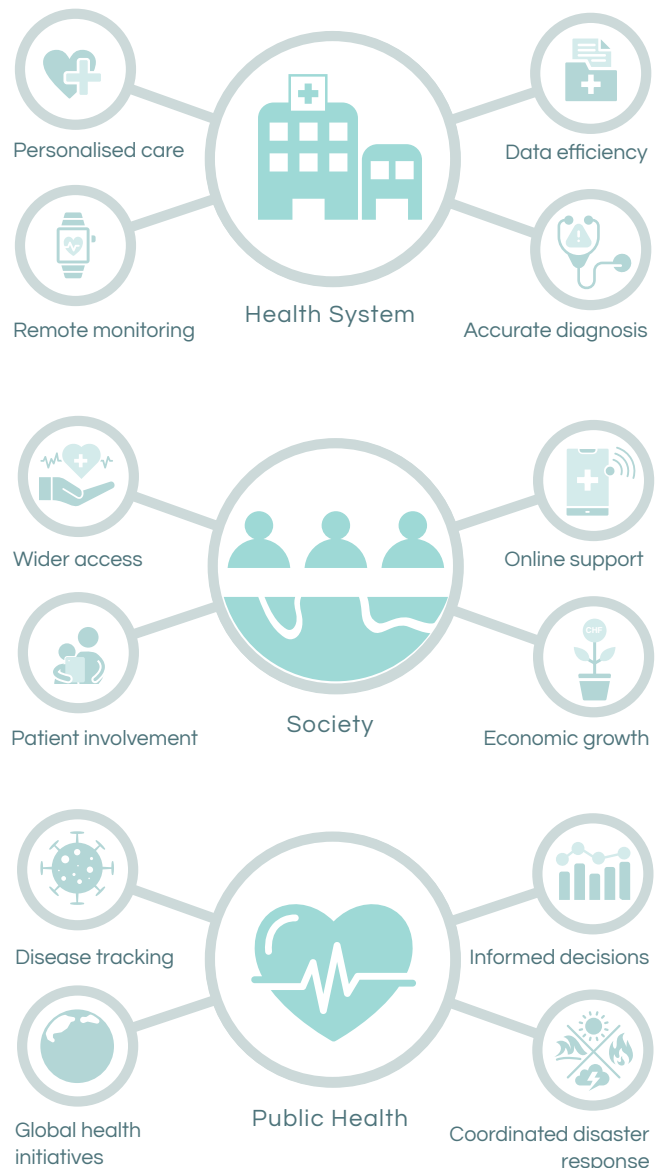 Personalised care
Data efficiency
Remote monitoring
Health System
Accurate diagnosis
Wider access
Online support
CHF
Patient involvement
Society
Economic growth
Disease tracking
Informed decisions
Global health
initiatives
Public Health
Coordinated disaster
response